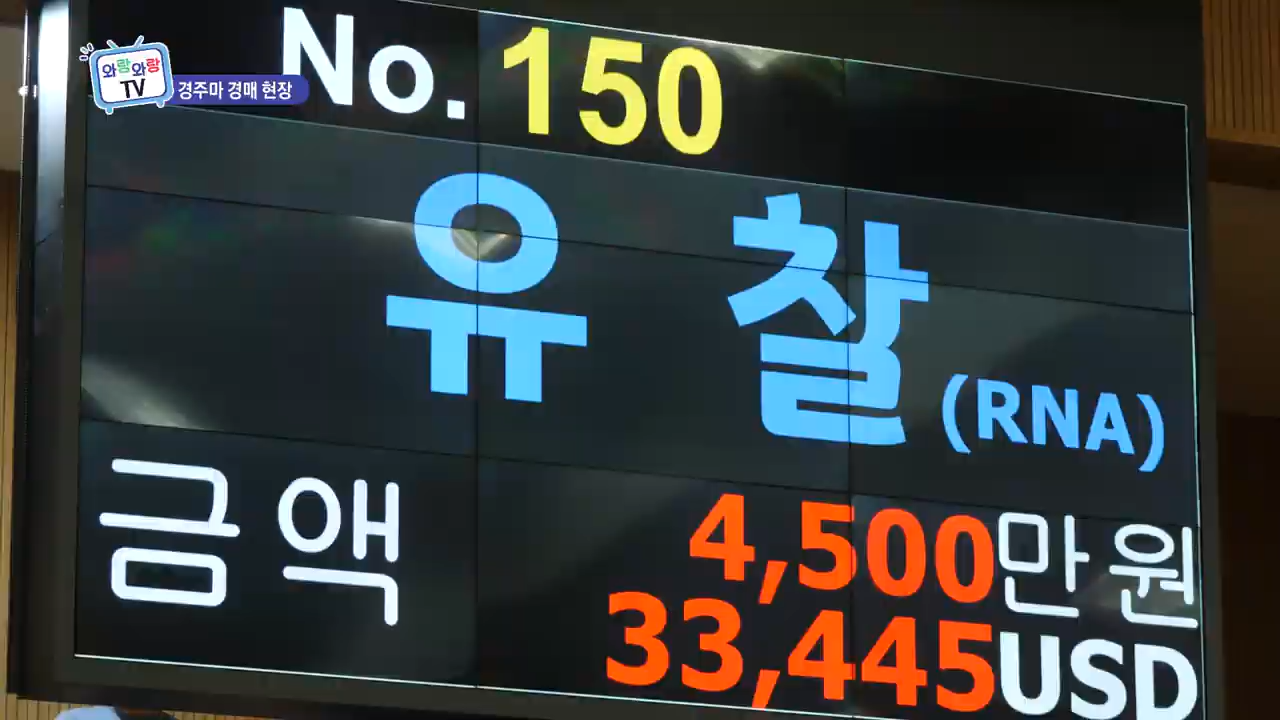 와랑와랑
TV
경주마 경매 현장
No. 150
유찰 (RNA)
금액 4,500만원
33,445USD